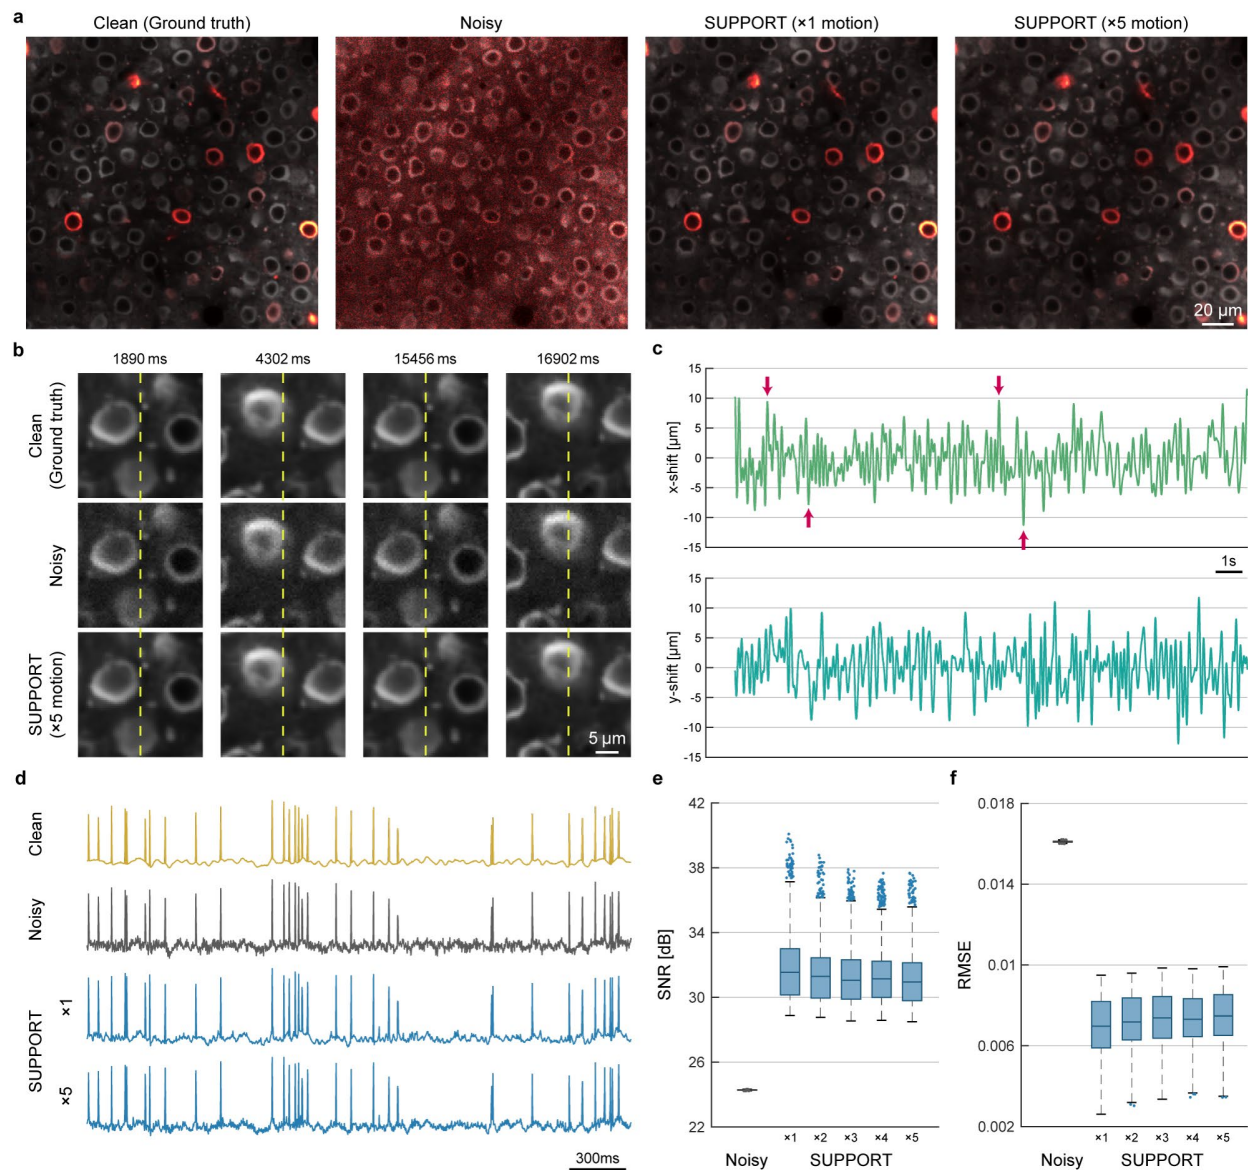 a
Clean (Ground truth)
Noisy
SUPPORT (×1 motion)
SUPPORT (×5 motion)
20 µm
b
1890 ms
4302 ms
15456 ms
16902 ms
Clean
(Ground truth)
Noisy
SUPPORT
(×5 motion)
5 µm
c
x-shift [µm]
15
10
5
0
-5
-10
-15
1s
y-shift [µm]
15
10
5
0
-5
-10
-15
d
Clean
Noisy
SUPPORT
×1
×5
300ms
e
SNR [dB]
42
38
34
30
26
22
×1 ×2 ×3 ×4 ×5
Noisy SUPPORT
f
RMSE
0.018
0.014
0.01
0.006
0.002
×1 ×2 ×3 ×4 ×5
Noisy SUPPORT